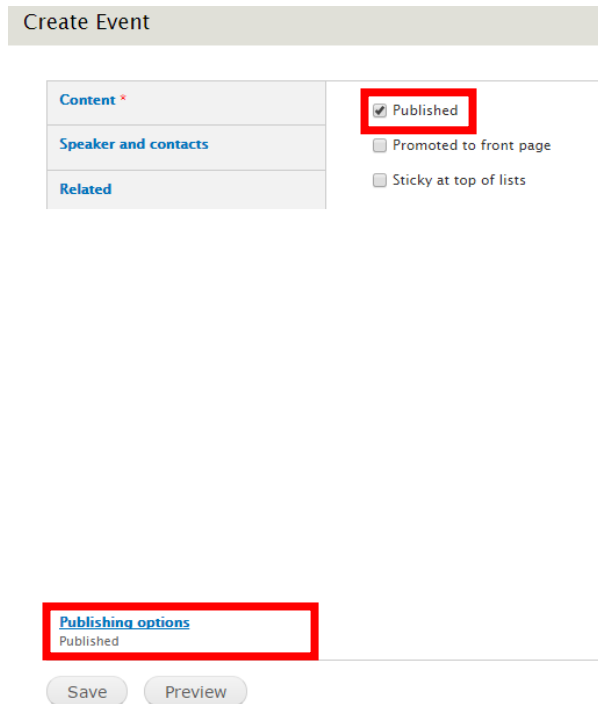 Create Event
Content *
Published
Speaker and contacts
Promoted to front page
Related
Sticky at top of lists
Publishing options
Published
Save
Preview